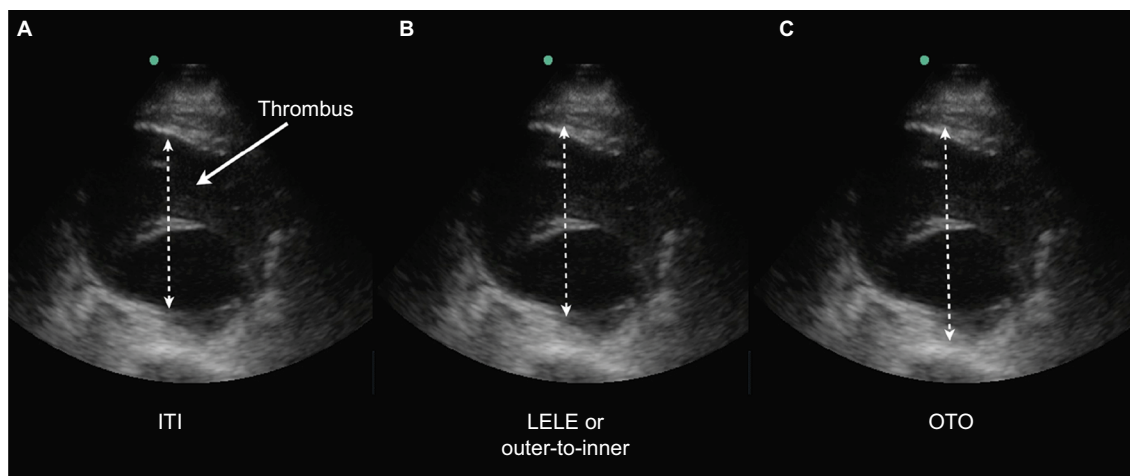 A
B
C
Thrombus
ITI
LELE or
outer-to-inner
OTO